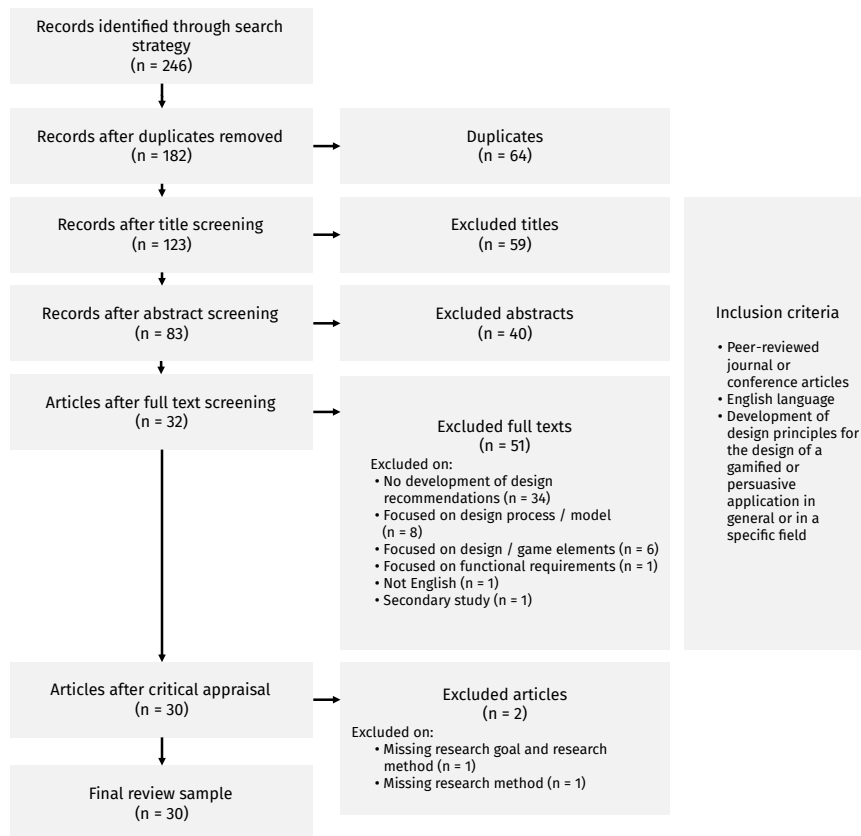 Records identified through search
strategy
(n = 246)
Records after duplicates removed
(n = 182)
Duplicates
(n = 64)
Records after title screening
(n = 123)
Excluded titles
(n = 59)
Records after abstract screening
(n = 83)
Excluded abstracts
(n = 40)
Articles after full text screening
(n = 32)
Excluded full texts
(n = 51)
Excluded on:
• No development of design
recommendations (n = 34)
• Focused on design process / model
(n = 8)
• Focused on design / game elements (n = 6)
• Focused on functional requirements (n = 1)
• Not English (n = 1)
• Secondary study (n = 1)
Inclusion criteria
• Peer-reviewed
journal or
conference articles
• English language
• Development of
design principles for
the design of a
gamified or
persuasive
application in
general or in a
specific field
Articles after critical appraisal
(n = 30)
Excluded articles
(n = 2)
Excluded on:
• Missing research goal and research
method (n = 1)
• Missing research method (n = 1)
Final review sample
(n = 30)